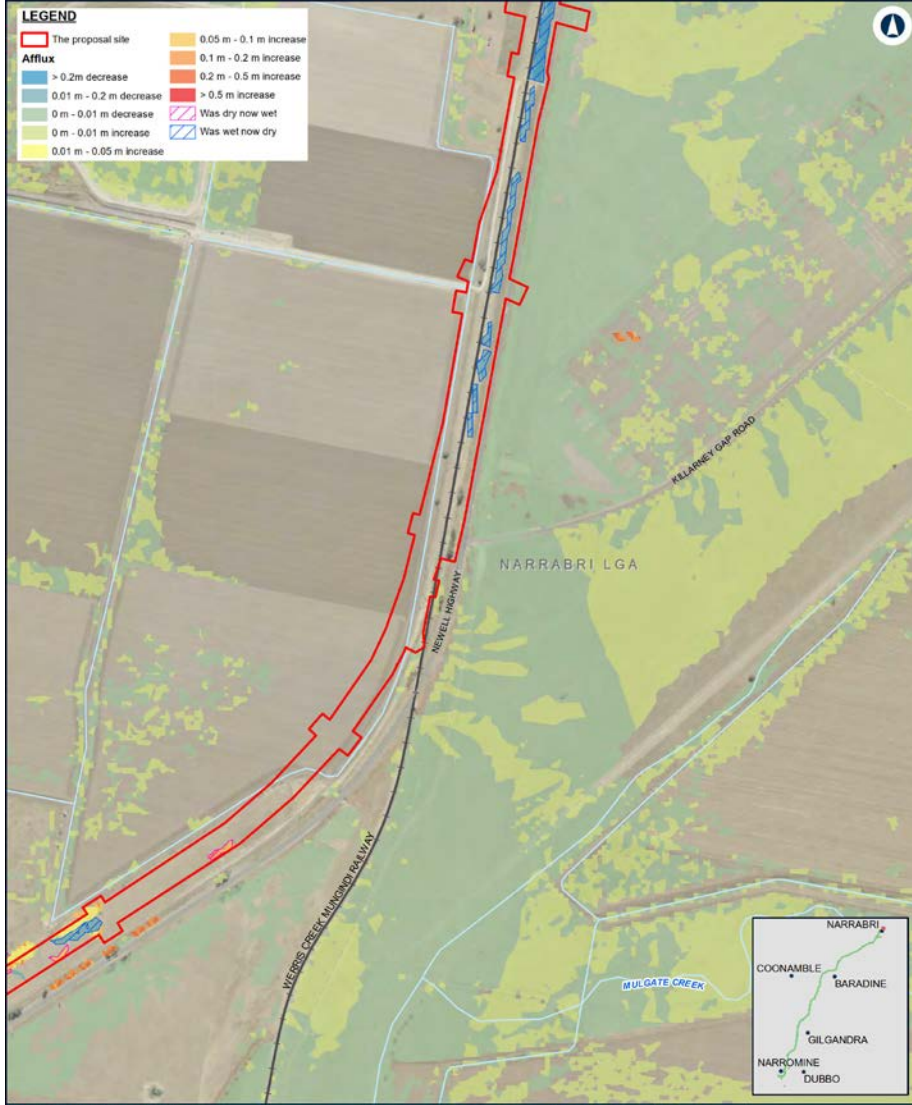 LEGEND
The proposal site
Afflux
> 0.2m decrease
0.01 m - 0.2 m decrease
0 m - 0.01 m decrease
0 m - 0.01 m increase
0.01 m - 0.05 m increase
0.05 m - 0.1 m increase
0.1 m - 0.2 m increase
0.2 m - 0.5 m increase
> 0.5 m increase
Was dry now wet
Was wet now dry
KILLARNEY GAP ROAD
NARRABRI LGA
NEWELL HIGHWAY
WERRIS CREEK MUNGINDI RAILWAY
MULGATE CREEK
NARRABRI
COONAMBLE
BARADINE
GILGANDRA
NARROMINE
DUBBO